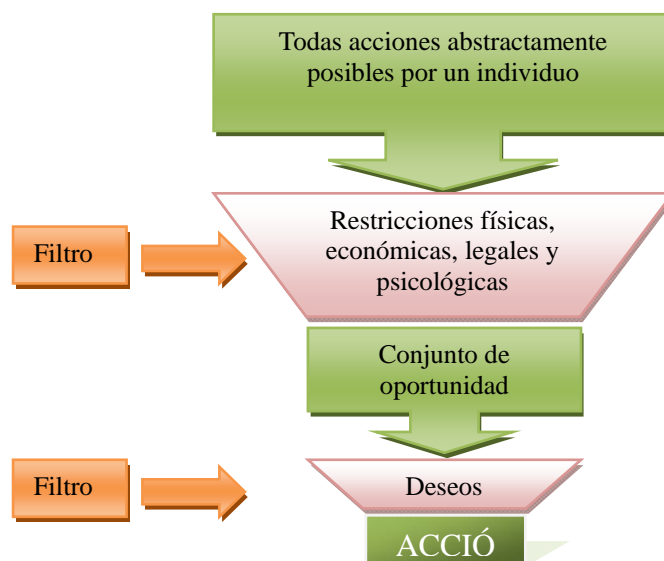 Todas acciones abstractamente
posibles por un individuo
Filtro
Restricciones físicas,
económicas, legales y
psicológicas
Conjunto de
oportunidad
Filtro
Deseos
ACCIÓ